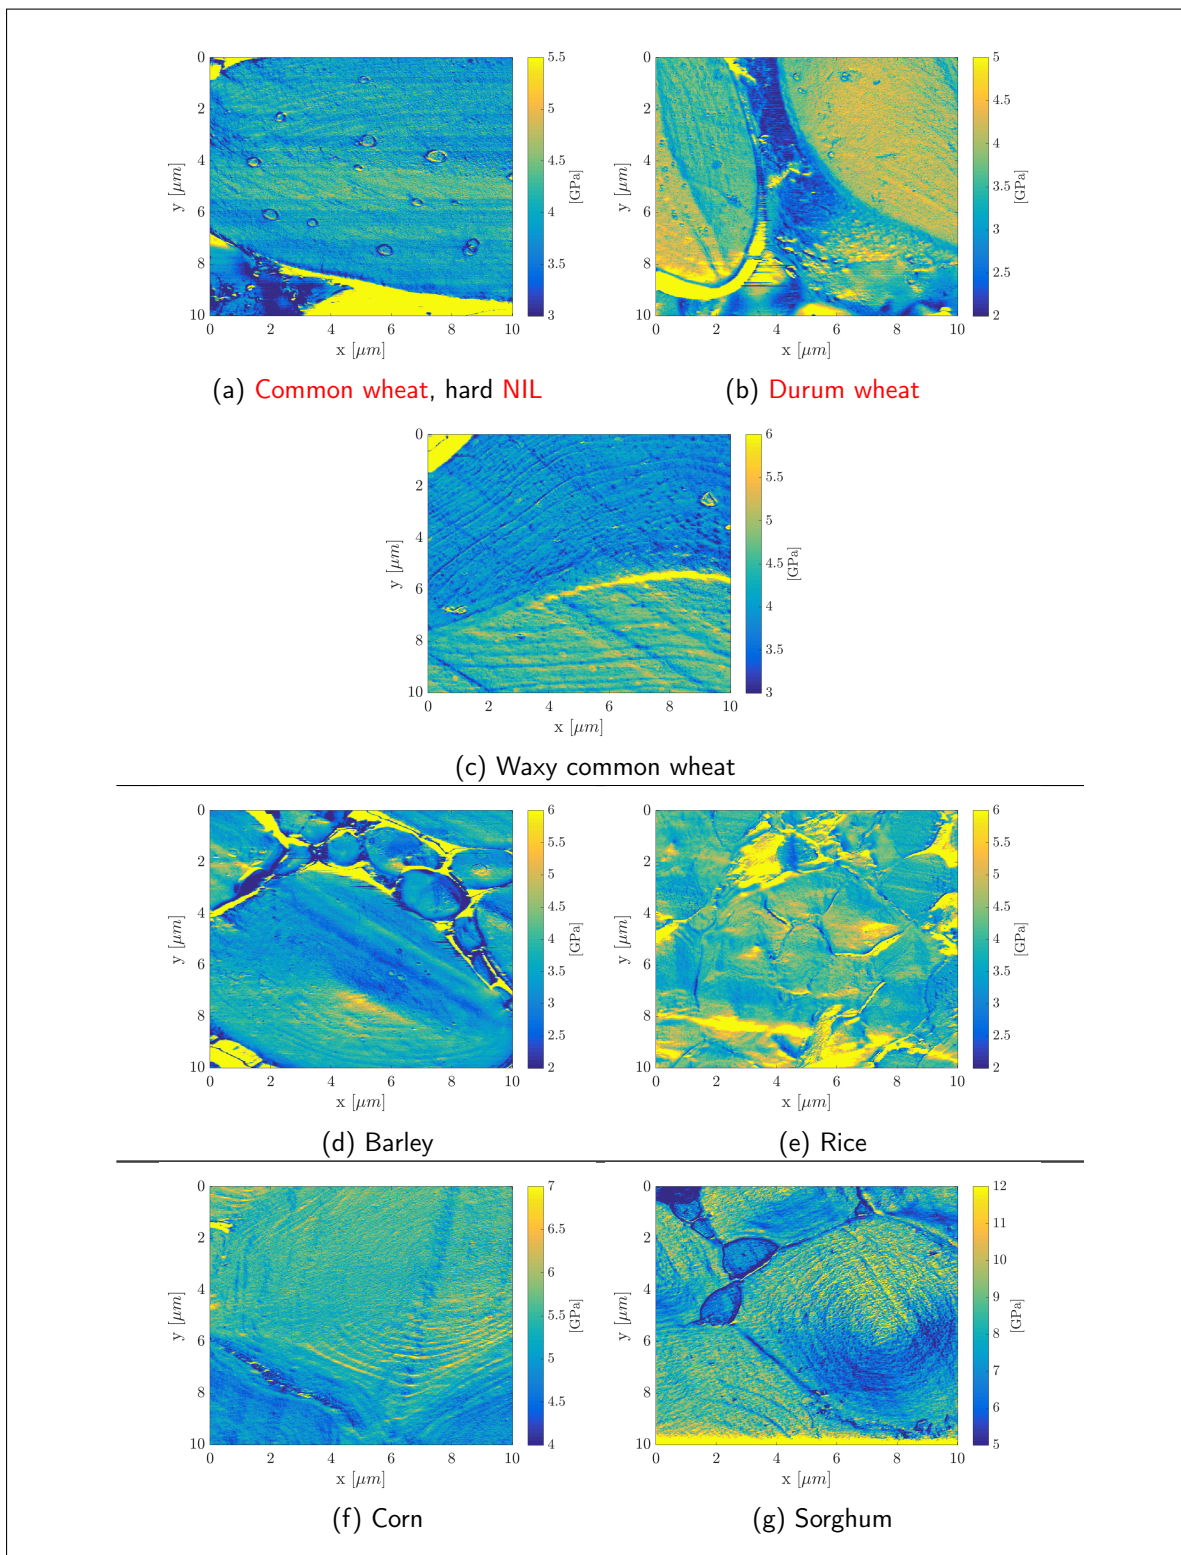 0
2
4
6
8
10
y [μm]
0 2 4 6 8 10
x [μm]
5.5
5
4.5
4
3.5
3
[GPa]
(a) Common wheat, hard NIL
0
2
4
6
8
10
y [μm]
0 2 4 6 8 10
x [μm]
5
4.5
4
3.5
3
2.5
2
[GPa]
(b) Durum wheat
0
2
4
6
8
10
y [μm]
0 2 4 6 8 10
x [μm]
6
5.5
5
4.5
4
3.5
3
[GPa]
(c) Waxy common wheat
0
2
4
6
8
10
y [μm]
0 2 4 6 8 10
x [μm]
6
5.5
5
4.5
4
3.5
3
2.5
2
[GPa]
(d) Barley
0
2
4
6
8
10
y [μm]
0 2 4 6 8 10
x [μm]
6
5.5
5
4.5
4
3.5
3
2.5
2
[GPa]
(e) Rice
0
2
4
6
8
10
y [μm]
0 2 4 6 8 10
x [μm]
7
6.5
6
5.5
5
4.5
4
[GPa]
(f) Corn
0
2
4
6
8
10
y [μm]
0 2 4 6 8 10
x [μm]
12
11
10
9
8
7
6
5
[GPa]
(g) Sorghum